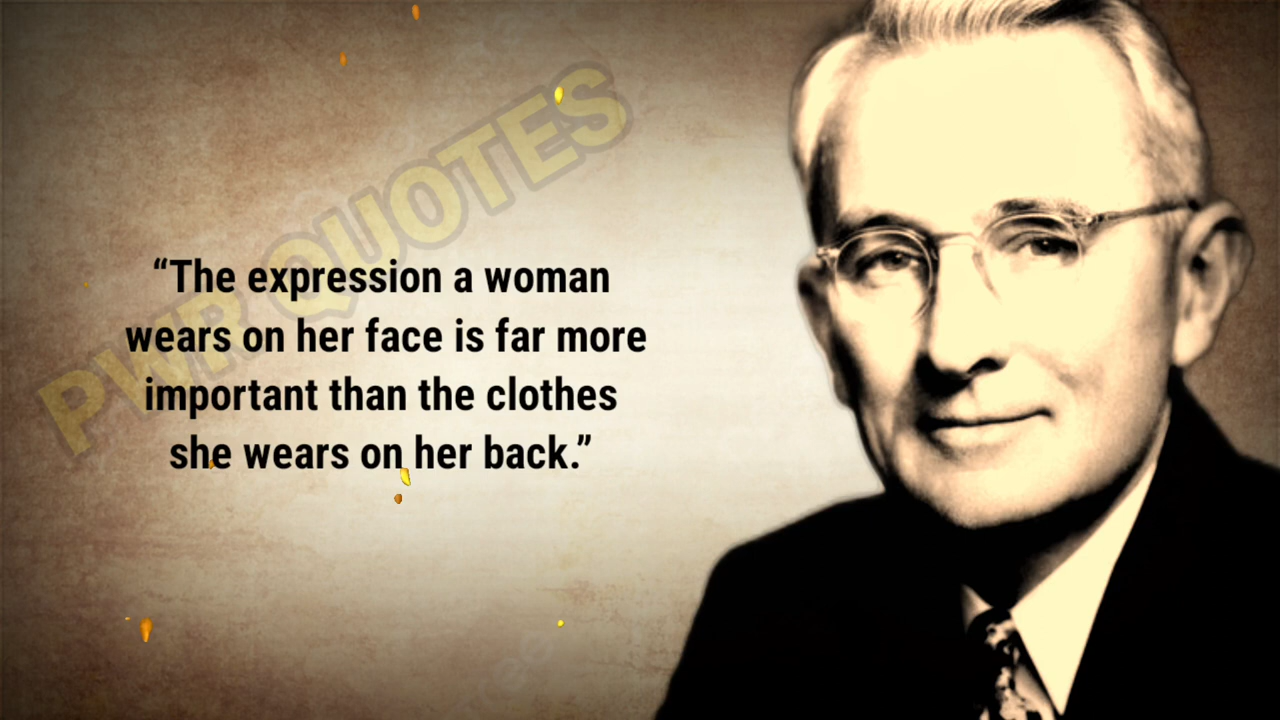 PWR QUOTES
“The expression a woman
wears on her face is far more
important than the clothes
she wears on her back.”